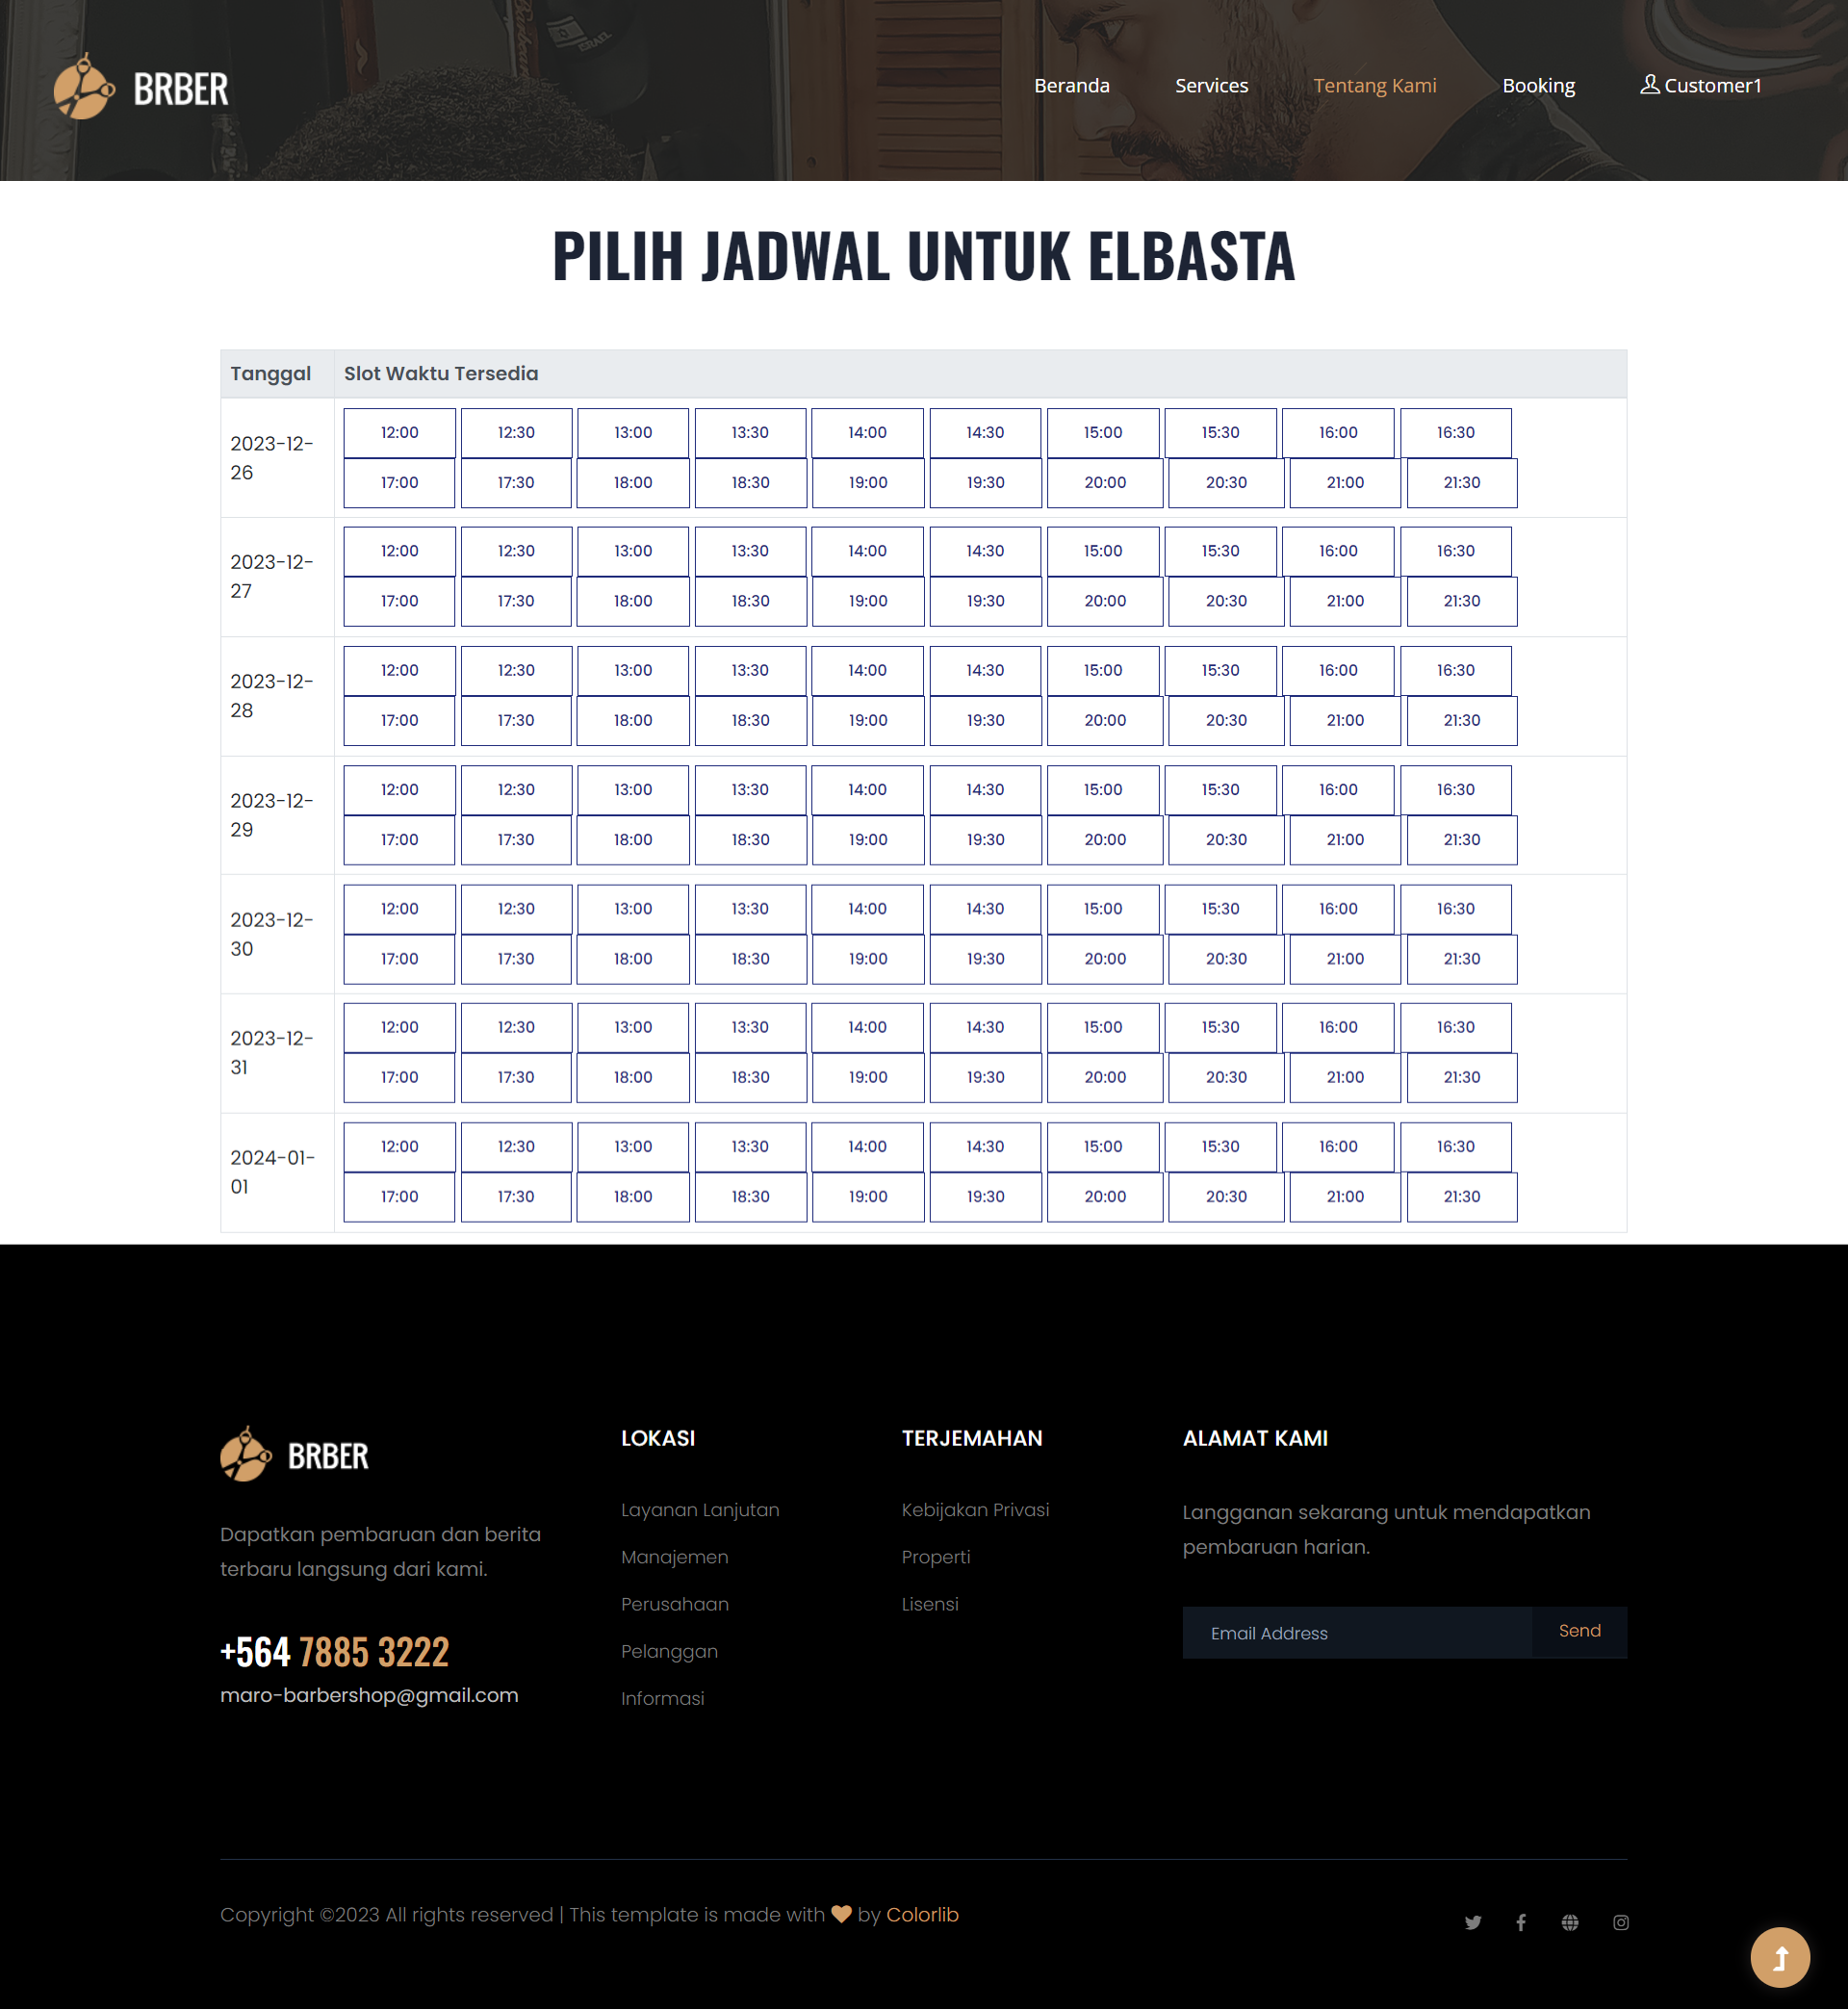 BRBER
Beranda Services Tentang Kami Booking Customer1
PILIH JADWAL UNTUK ELBASTA
Tanggal Slot Waktu Tersedia
2023-12-26
12:00 12:30 13:00 13:30 14:00 14:30 15:00 15:30 16:00 16:30
17:00 17:30 18:00 18:30 19:00 19:30 20:00 20:30 21:00 21:30
2023-12-27
12:00 12:30 13:00 13:30 14:00 14:30 15:00 15:30 16:00 16:30
17:00 17:30 18:00 18:30 19:00 19:30 20:00 20:30 21:00 21:30
2023-12-28
12:00 12:30 13:00 13:30 14:00 14:30 15:00 15:30 16:00 16:30
17:00 17:30 18:00 18:30 19:00 19:30 20:00 20:30 21:00 21:30
2023-12-29
12:00 12:30 13:00 13:30 14:00 14:30 15:00 15:30 16:00 16:30
17:00 17:30 18:00 18:30 19:00 19:30 20:00 20:30 21:00 21:30
2023-12-30
12:00 12:30 13:00 13:30 14:00 14:30 15:00 15:30 16:00 16:30
17:00 17:30 18:00 18:30 19:00 19:30 20:00 20:30 21:00 21:30
2023-12-31
12:00 12:30 13:00 13:30 14:00 14:30 15:00 15:30 16:00 16:30
17:00 17:30 18:00 18:30 19:00 19:30 20:00 20:30 21:00 21:30
2024-01-01
12:00 12:30 13:00 13:30 14:00 14:30 15:00 15:30 16:00 16:30
17:00 17:30 18:00 18:30 19:00 19:30 20:00 20:30 21:00 21:30
BRBER
Dapatkan pembaruan dan berita
terbaru langsung dari kami.
+564 7885 3222
maro-barbershop@gmail.com
LOKASI
Layanan Lanjutan
Manajemen
Perusahaan
Pelanggan
Informasi
TERJEMAHAN
Kebijakan Privasi
Properti
Lisensi
ALAMAT KAMI
Langganan sekarang untuk mendapatkan
pembaruan harian.
Email Address Send
Copyright ©2023 All rights reserved | This template is made with by Colorlib